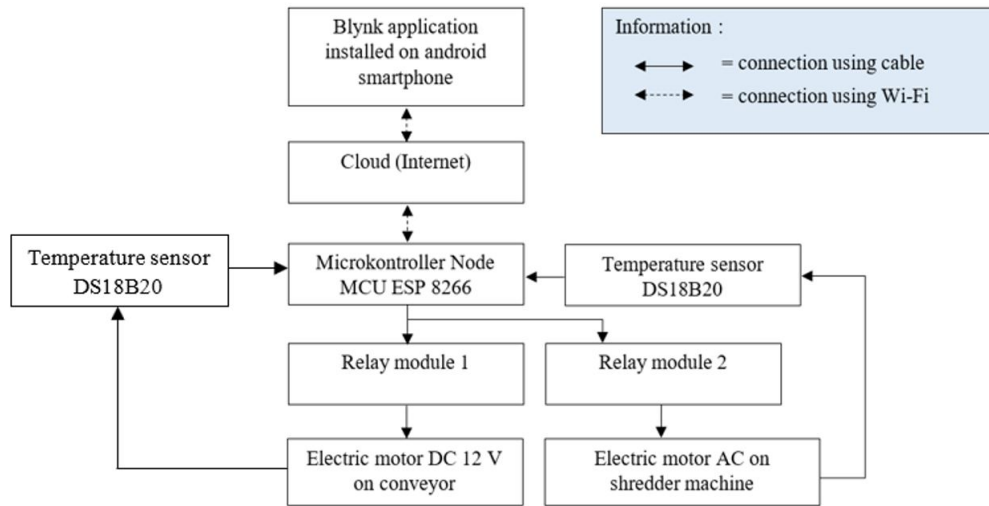 Blynk application
installed on android
smartphone
Information :
= connection using cable
= connection using Wi-Fi
Cloud (Internet)
Temperature sensor
DS18B20
Microkontroller Node
MCU ESP 8266
Temperature sensor
DS18B20
Relay module 1
Relay module 2
Electric motor DC 12 V
on conveyor
Electric motor AC on
shredder machine